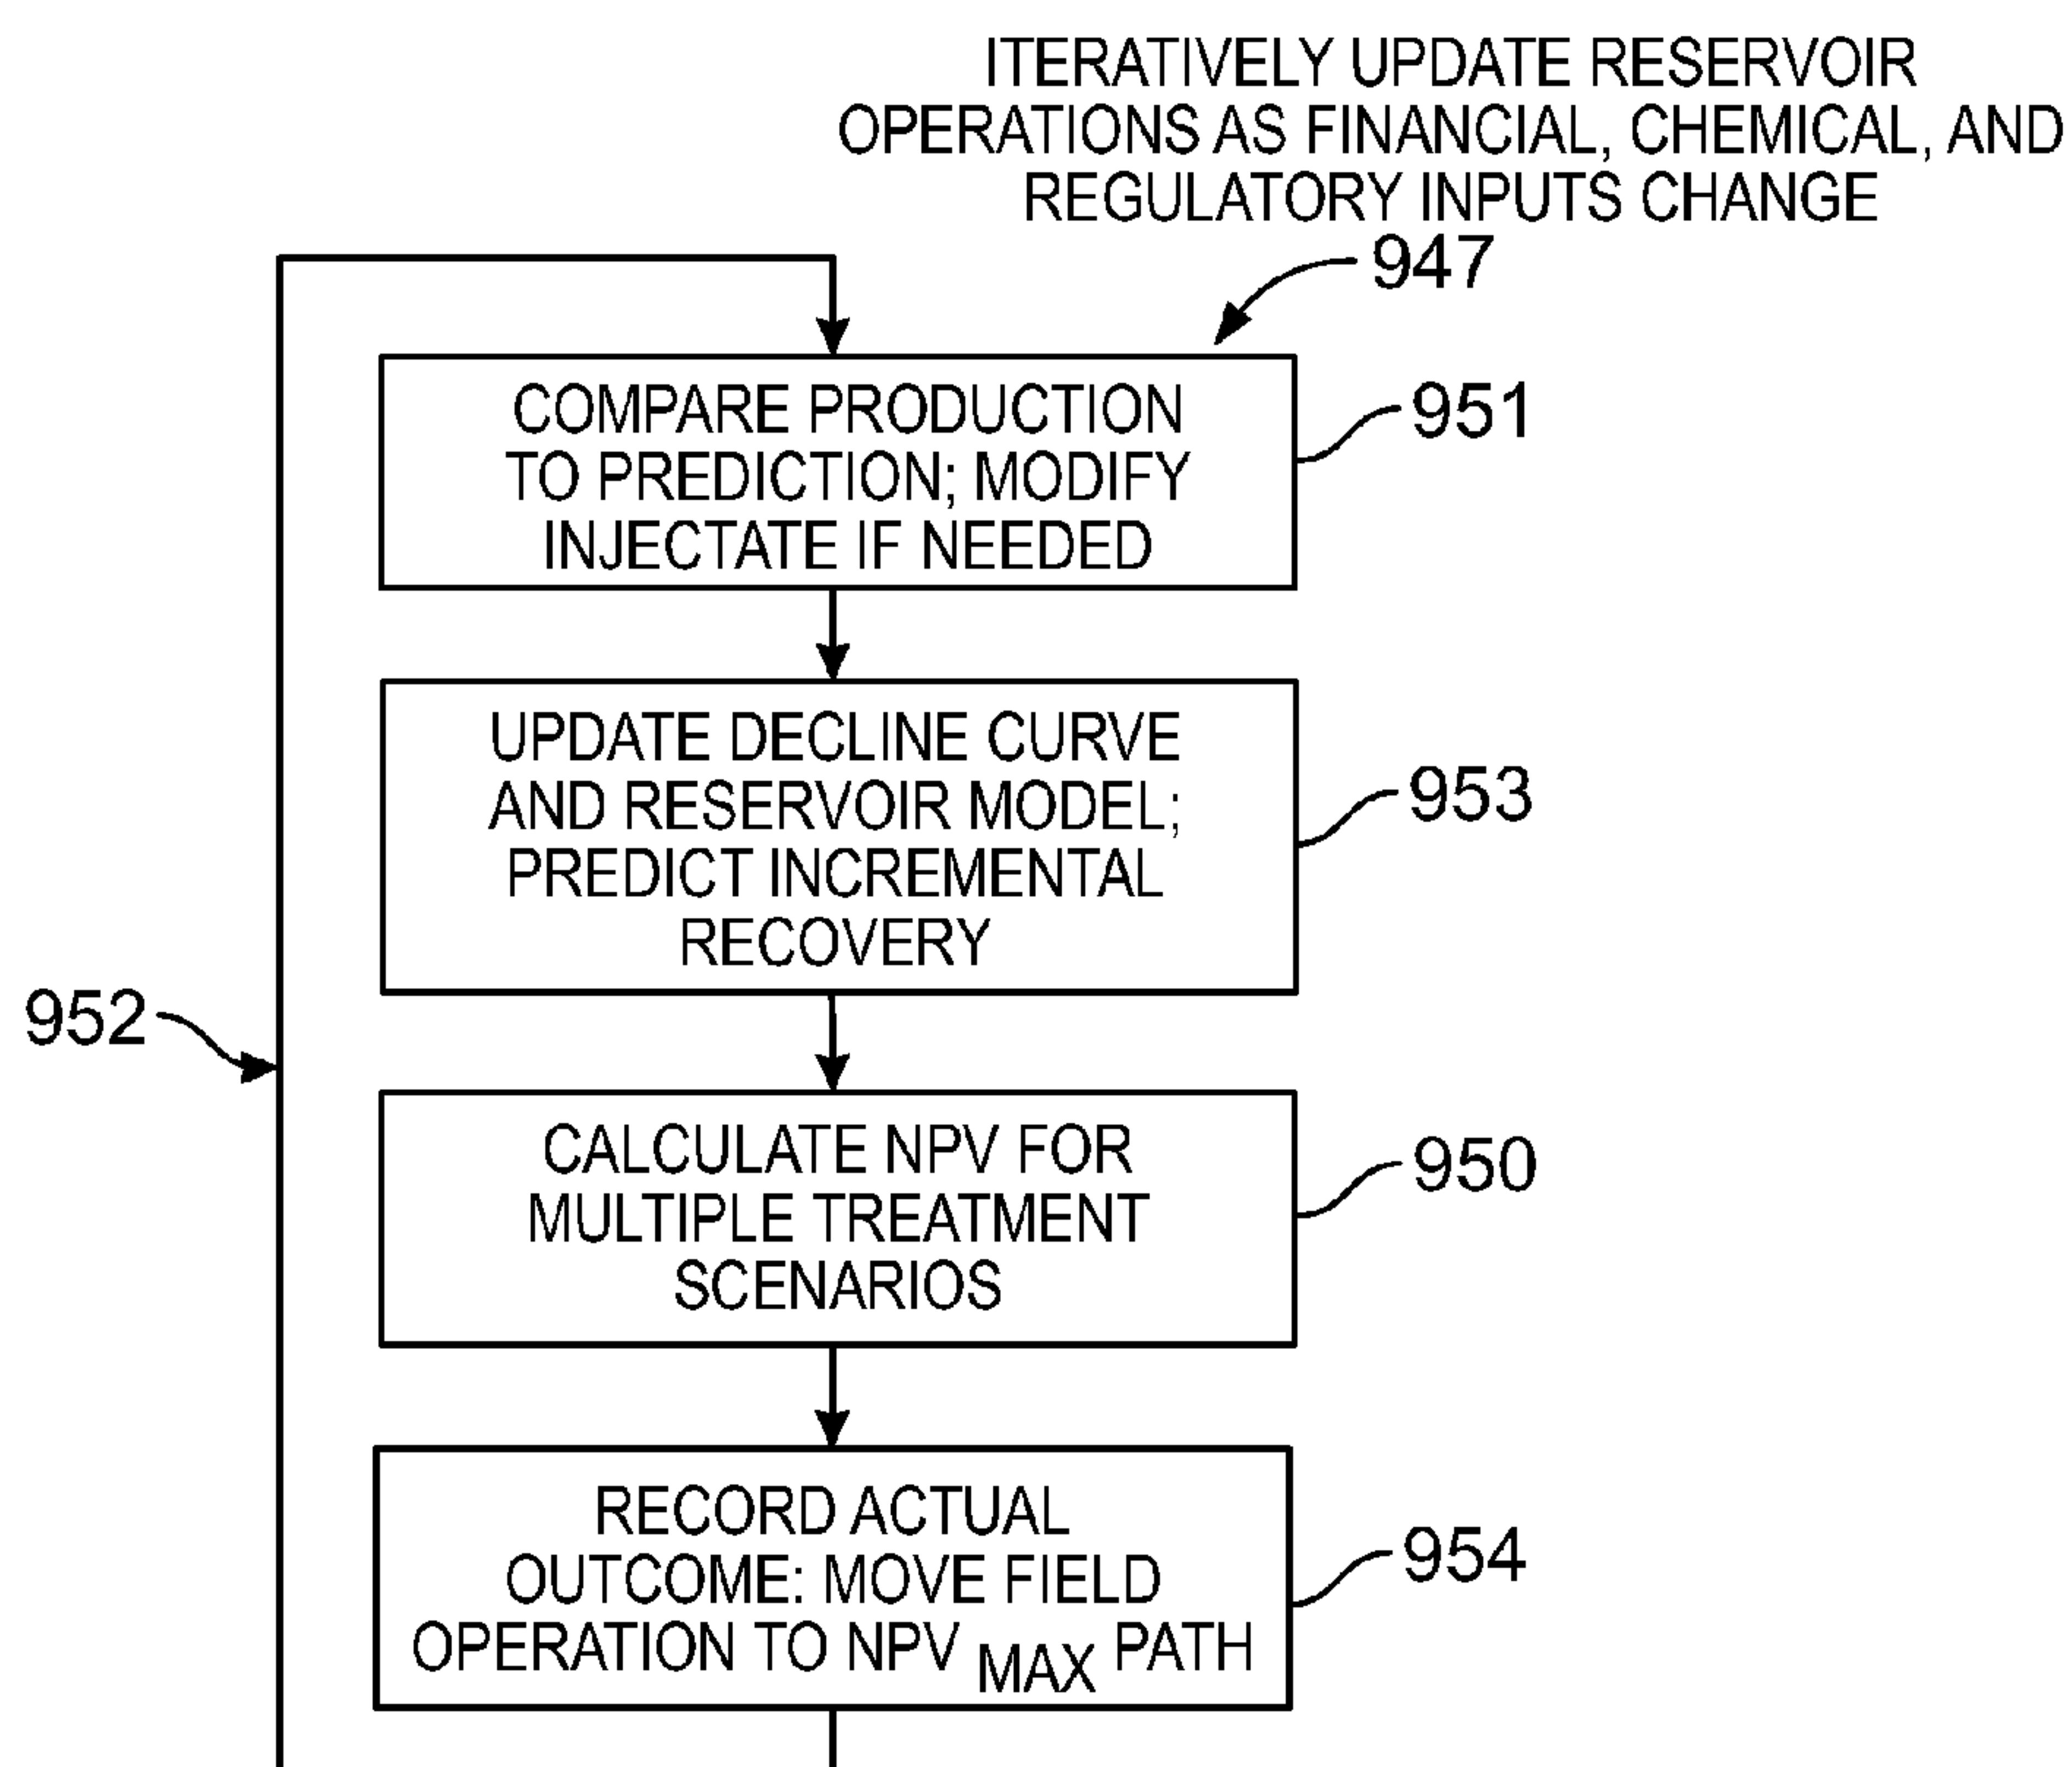 ITERATIVELY UPDATE RESERVOIR
OPERATIONS AS FINANCIAL, CHEMICAL, AND
REGULATORY INPUTS CHANGE
947
COMPARE PRODUCTION
TO PREDICTION; MODIFY
INJECTATE IF NEEDED
951
UPDATE DECLINE CURVE
AND RESERVOIR MODEL;
PREDICT INCREMENTAL
RECOVERY
953
952
CALCULATE NPV FOR
MULTIPLE TREATMENT
SCENARIOS
950
RECORD ACTUAL
OUTCOME: MOVE FIELD
OPERATION TO NPV MAX PATH
954